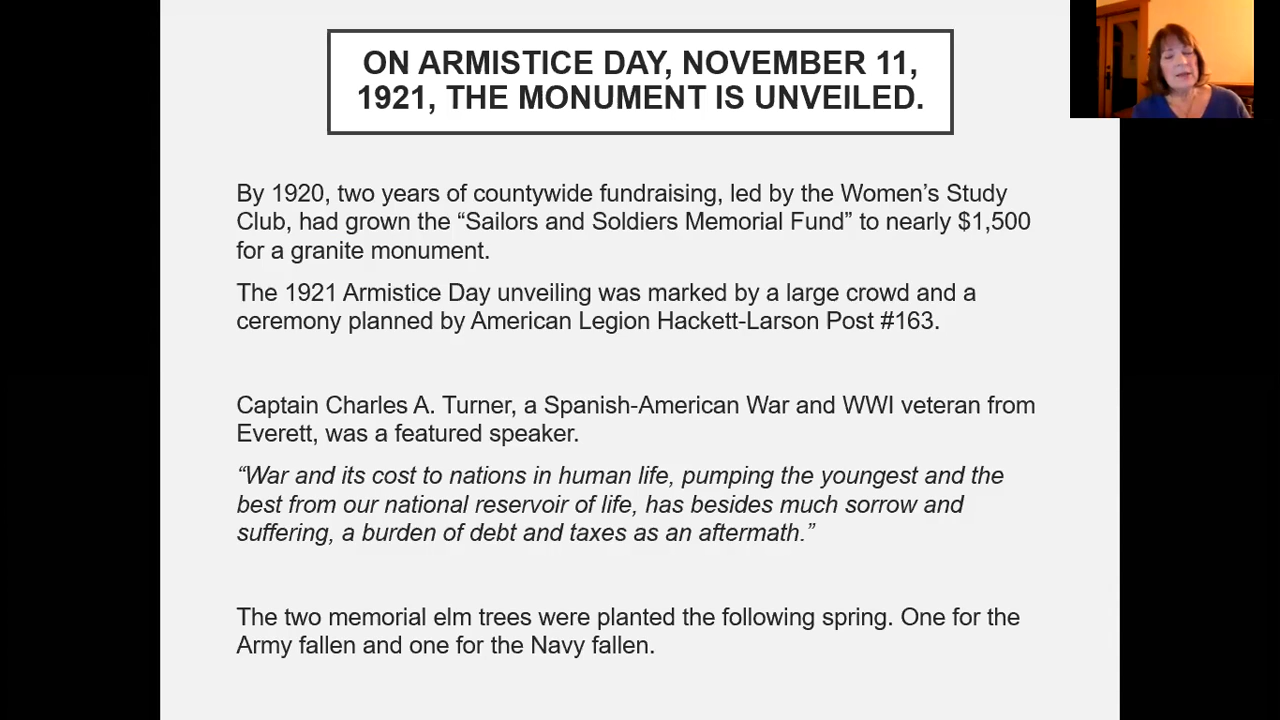 ON ARMISTICE DAY, NOVEMBER 11,
1921, THE MONUMENT IS UNVEILED.
By 1920, two years of countywide fundraising, led by the Women’s Study
Club, had grown the “Sailors and Soldiers Memorial Fund” to nearly $1,500
for a granite monument.
The 1921 Armistice Day unveiling was marked by a large crowd and a
ceremony planned by American Legion Hackett-Larson Post #163.
Captain Charles A. Turner, a Spanish-American War and WWI veteran from
Everett, was a featured speaker.
“War and its cost to nations in human life, pumping the youngest and the
best from our national reservoir of life, has besides much sorrow and
suffering, a burden of debt and taxes as an aftermath.”
The two memorial elm trees were planted the following spring. One for the
Army fallen and one for the Navy fallen.